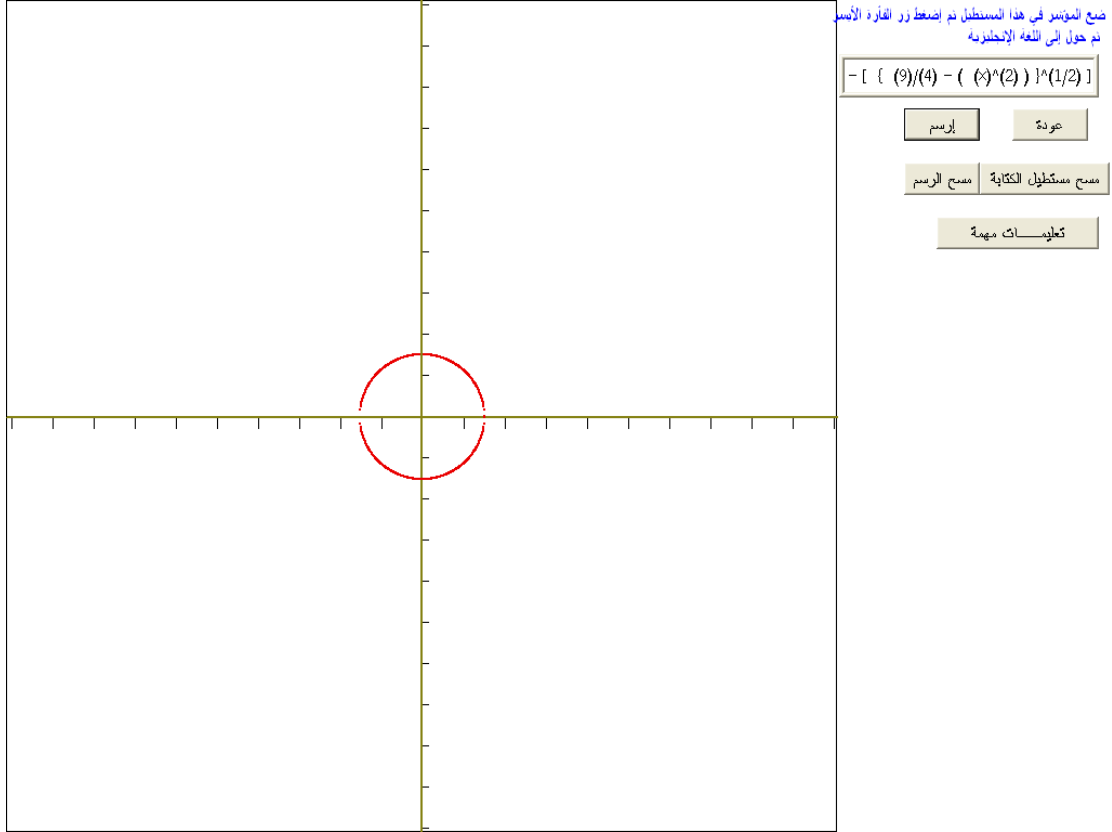 ضع المؤشر في هذا المستطيل ثم إضغط زر الفأرة الأيسر
ثم حول إلى اللغة الإنجليزية
- [ { (9)/(4) - ( (x)^(2) ) }^(1/2) ]
إرسم
عودة
مسح الرسم
مسح مستطيل الكتابة
تعليمـــــات مهمة